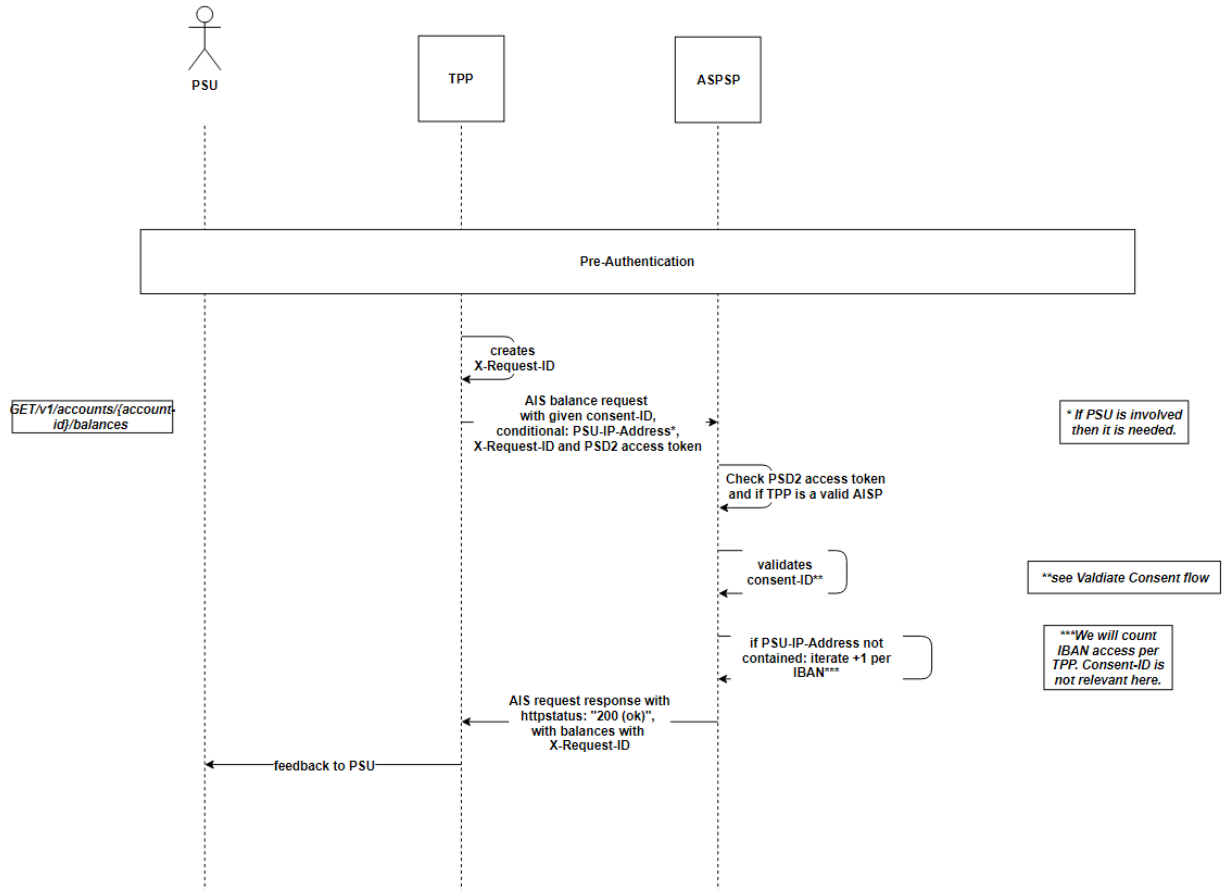 PSU
TPP
ASPSP
Pre-Authentication
creates
X-Request-ID
GET/v1/accounts/{account-
id}/balances
AIS balance request
with given consent-ID,
conditional: PSU-IP-Address*,
X-Request-ID and PSD2 access token
* If PSU is involved
then it is needed.
Check PSD2 access token
and if TPP is a valid AISP
validates
consent-ID**
**see Valdiate Consent flow
if PSU-IP-Address not
contained: iterate +1 per
IBAN***
***We will count
IBAN access per
TPP. Consent-ID is
not relevant here.
AIS request response with
httpstatus: "200 (ok)",
with balances with
X-Request-ID
feedback to PSU